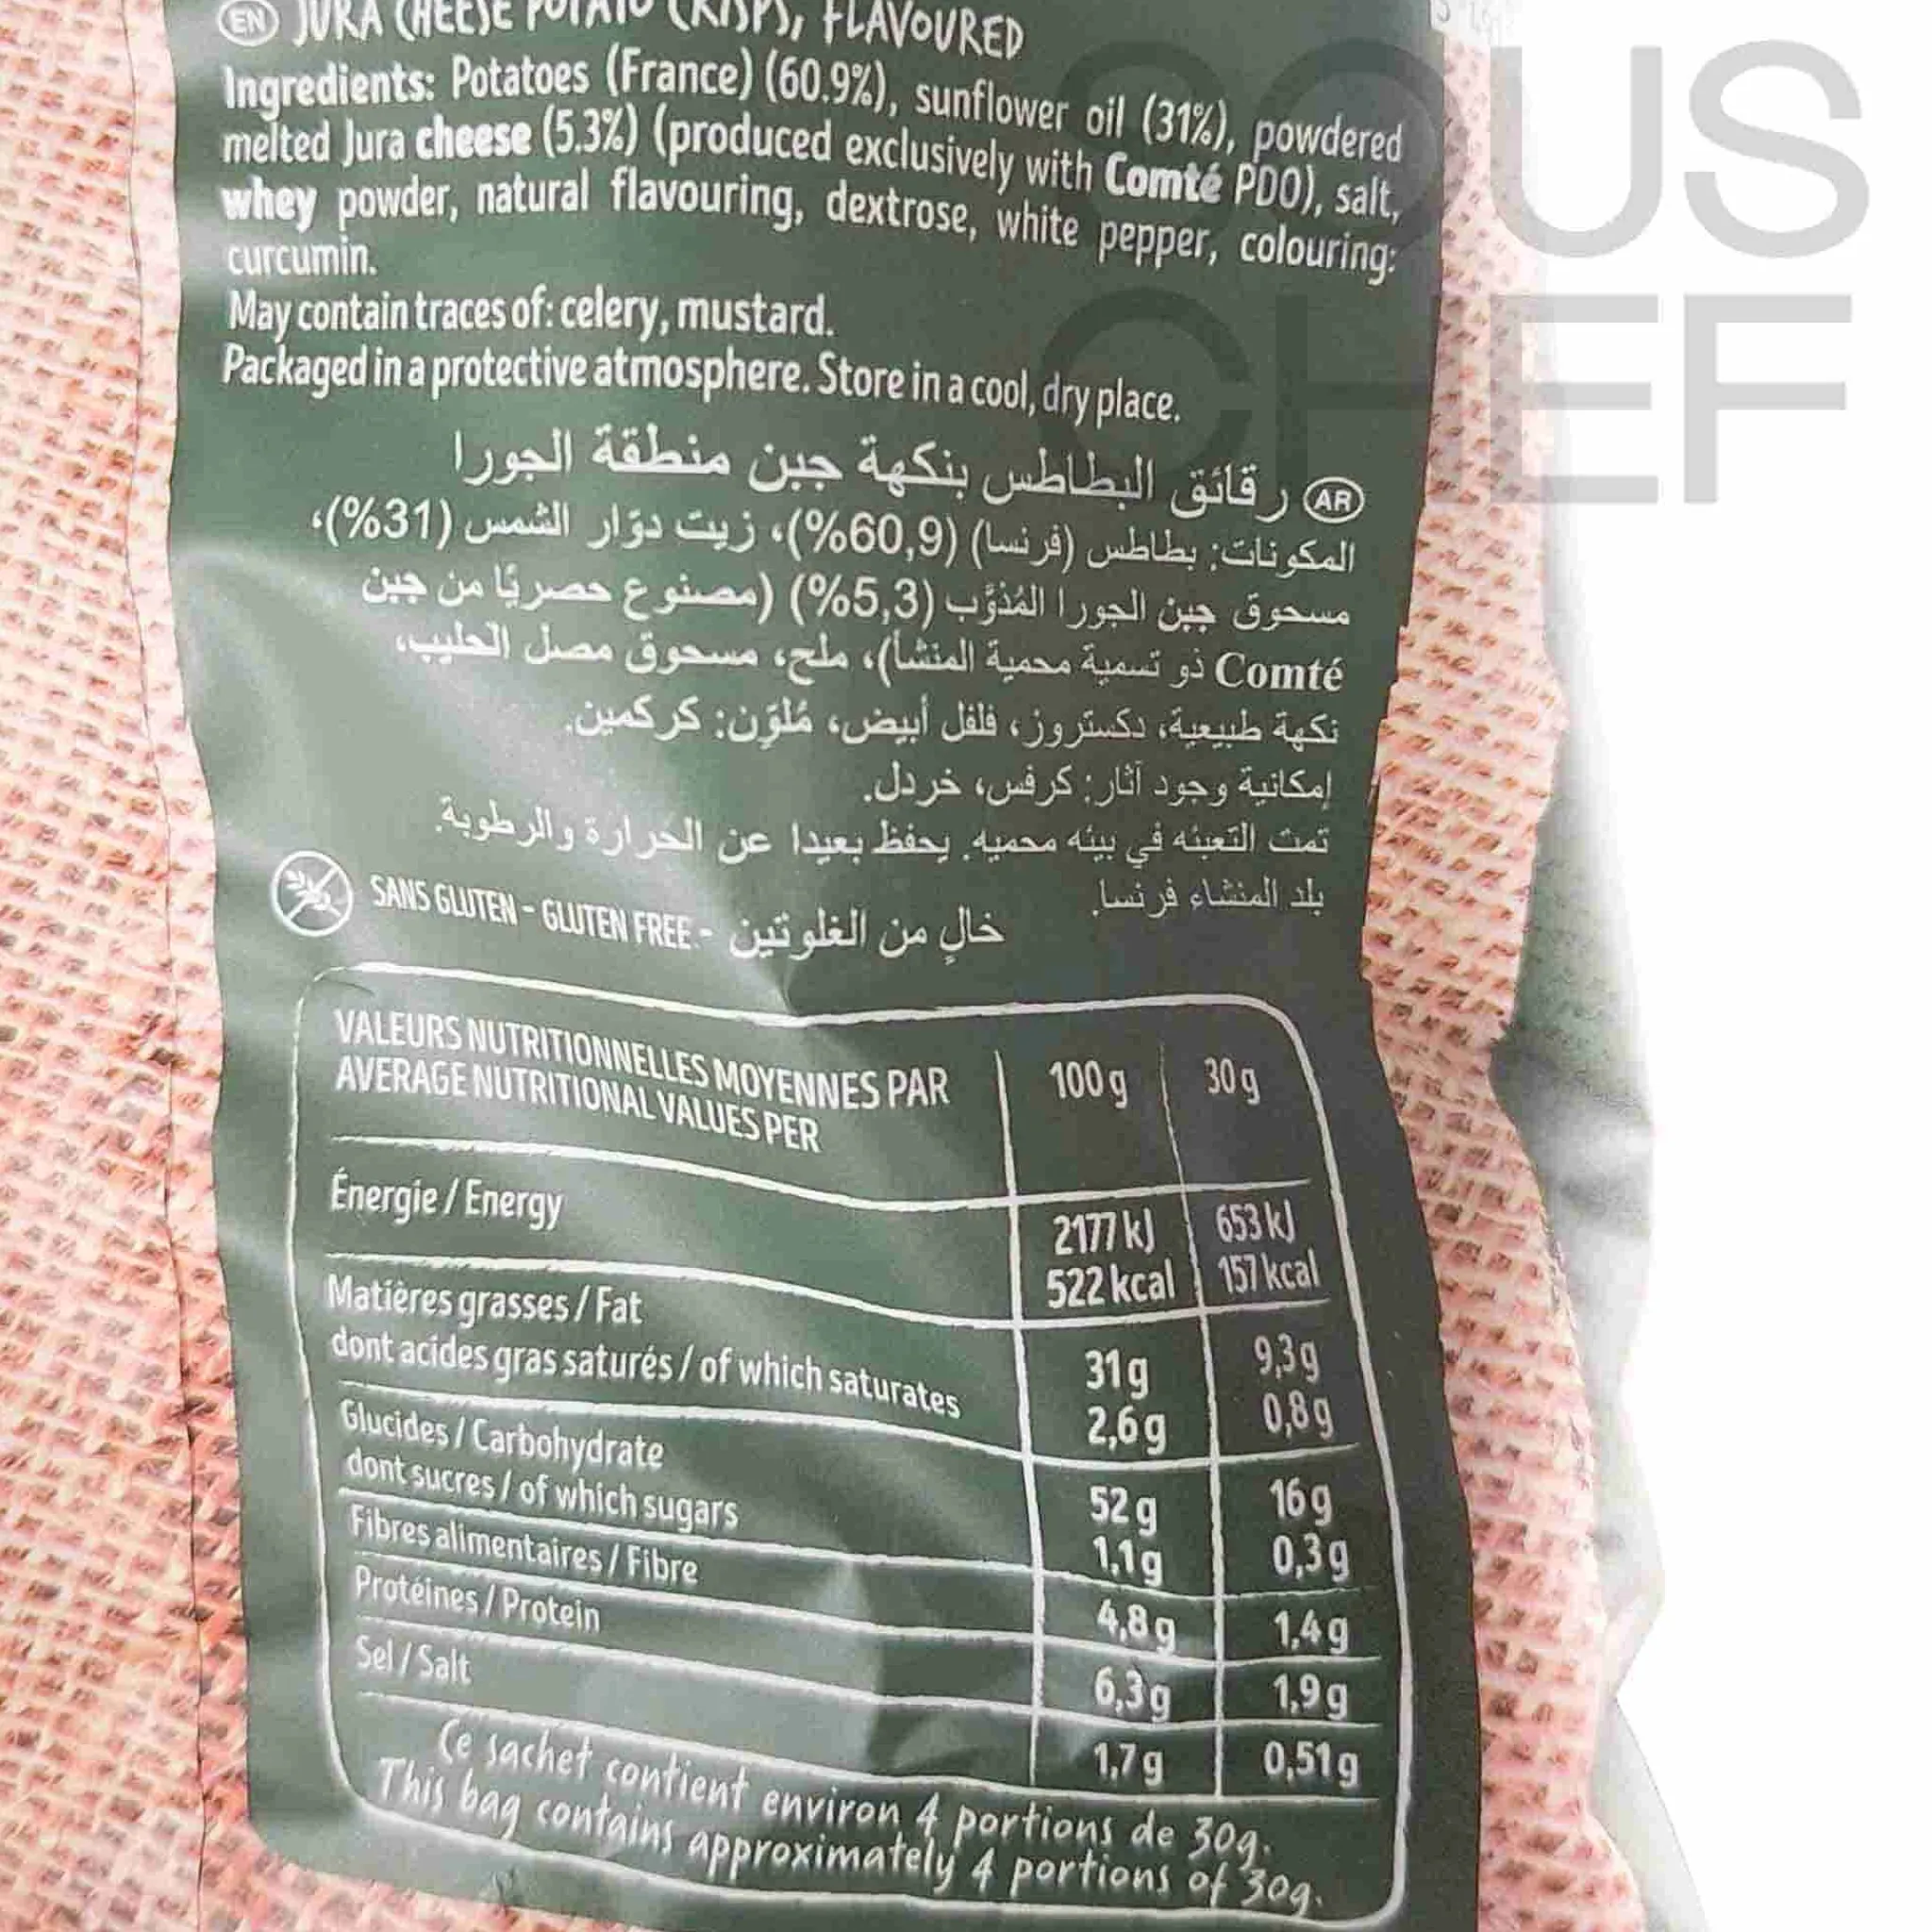 EN JURA CHEESE POTATO CRISPS, FLAVOURED
Ingredients: Potatoes (France) (60.9%), sunflower oil (31%), powdered
melted Jura cheese (5.3%) (produced exclusively with Comté PDO), salt,
whey powder, natural flavouring, dextrose, white pepper, colouring:
curcumin.
May contain traces of: celery, mustard.
Packaged in a protective atmosphere. Store in a cool, dry place.
AR رقائق البطاطس بنكهة جبن منطقة الجورا
المكونات: بطاطس (فرنسا) (60,9%)، زيت دوّار الشمس (31%)،
مسحوق جبن الجورا المُذوَّب (5,3%) (مصنوع حصريًا من جبن
Comté ذو تسمية محمية المنشأ)، ملح، مسحوق مصل الحليب،
نكهة طبيعية، دكستروز، فلفل أبيض، مُلوّن: كركمين.
إمكانية وجود آثار: كرفس، خردل.
تمت التعبئه في بيئه محميه. يحفظ بعيدا عن الحرارة والرطوبة.
بلد المنشاء فرنسا.
SANS GLUTEN - GLUTEN FREE - خالٍ من الغلوتين
VALEURS NUTRITIONNELLES MOYENNES PAR
AVERAGE NUTRITIONAL VALUES PER
100 g 30 g
Énergie / Energy 2177 kJ 653 kJ
522 kcal 157 kcal
Matières grasses / Fat 31 g 9,3 g
dont acides gras saturés / of which saturates 2,6 g 0,8 g
Glucides / Carbohydrate 52 g 16 g
dont sucres / of which sugars 1.1 g 0,3 g
Fibres alimentaires / Fibre 4,8 g 1,4 g
Protéines / Protein 6,3 g 1,9 g
Sel / Salt 1,7 g 0,51 g
Ce sachet contient environ 4 portions de 30g.
This bag contains approximately 4 portions of 30g.
SOUS
CHEF